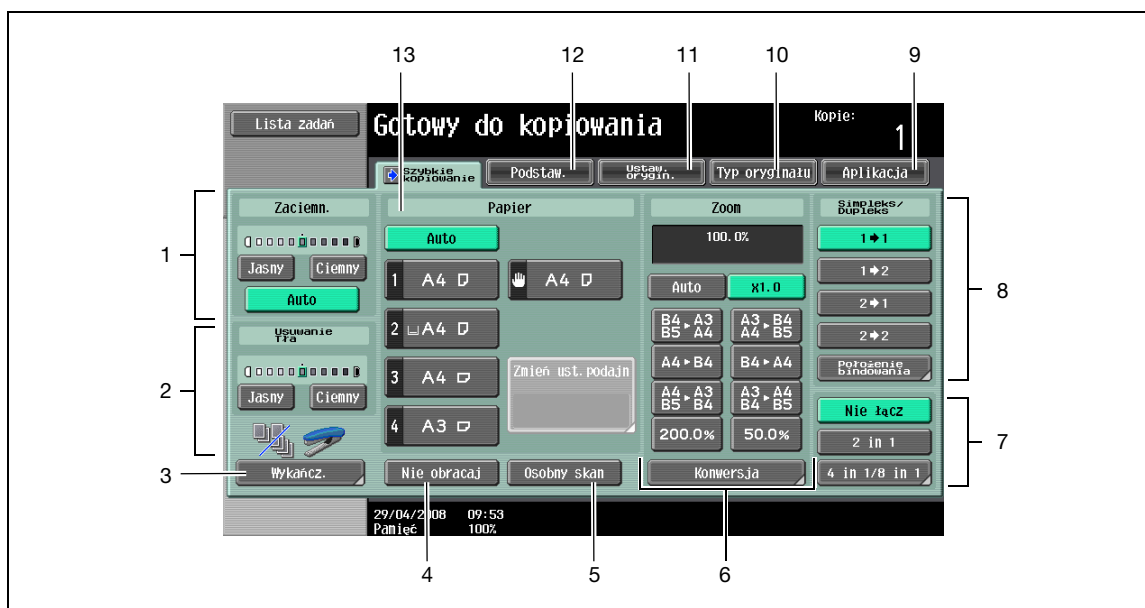 13
12
11
10
9
Lista zadań
Gotowy do kopiowania
Kopie:
1
Szybkie
kopiowanie
Podstaw.
Ustaw.
orygin.
Typ oryginału
Aplikacja
Zaciemn.
Papier
Zoom
Simpleks/
Dupleks
1
Jasny
Ciemny
Auto
Auto
1 A4
A4
2 A4
3 A4
4 A3
Zmień ust.podajn
100.0%
Auto
x1.0
B4 ▸ A3
B5 A4
A3 ▸ B4
A4 B5
A4 ▸ B4
B4 ▸ A4
A4 ▸ A3
B5 B4
A3 ▸ A4
B4 B5
200.0%
50.0%
1 ➔ 1
1 ➔ 2
2 ➔ 1
2 ➔ 2
Położenie
bindowania
8
2
Usuwanie
Tła
Jasny
Ciemny
Nie łącz
2 in 1
4 in 1/8 in 1
7
3
Wykańcz.
Nie obracaj
Osobny skan
Konwersja
29/04/2008 09:53
Pamięć 100%
4
5
6